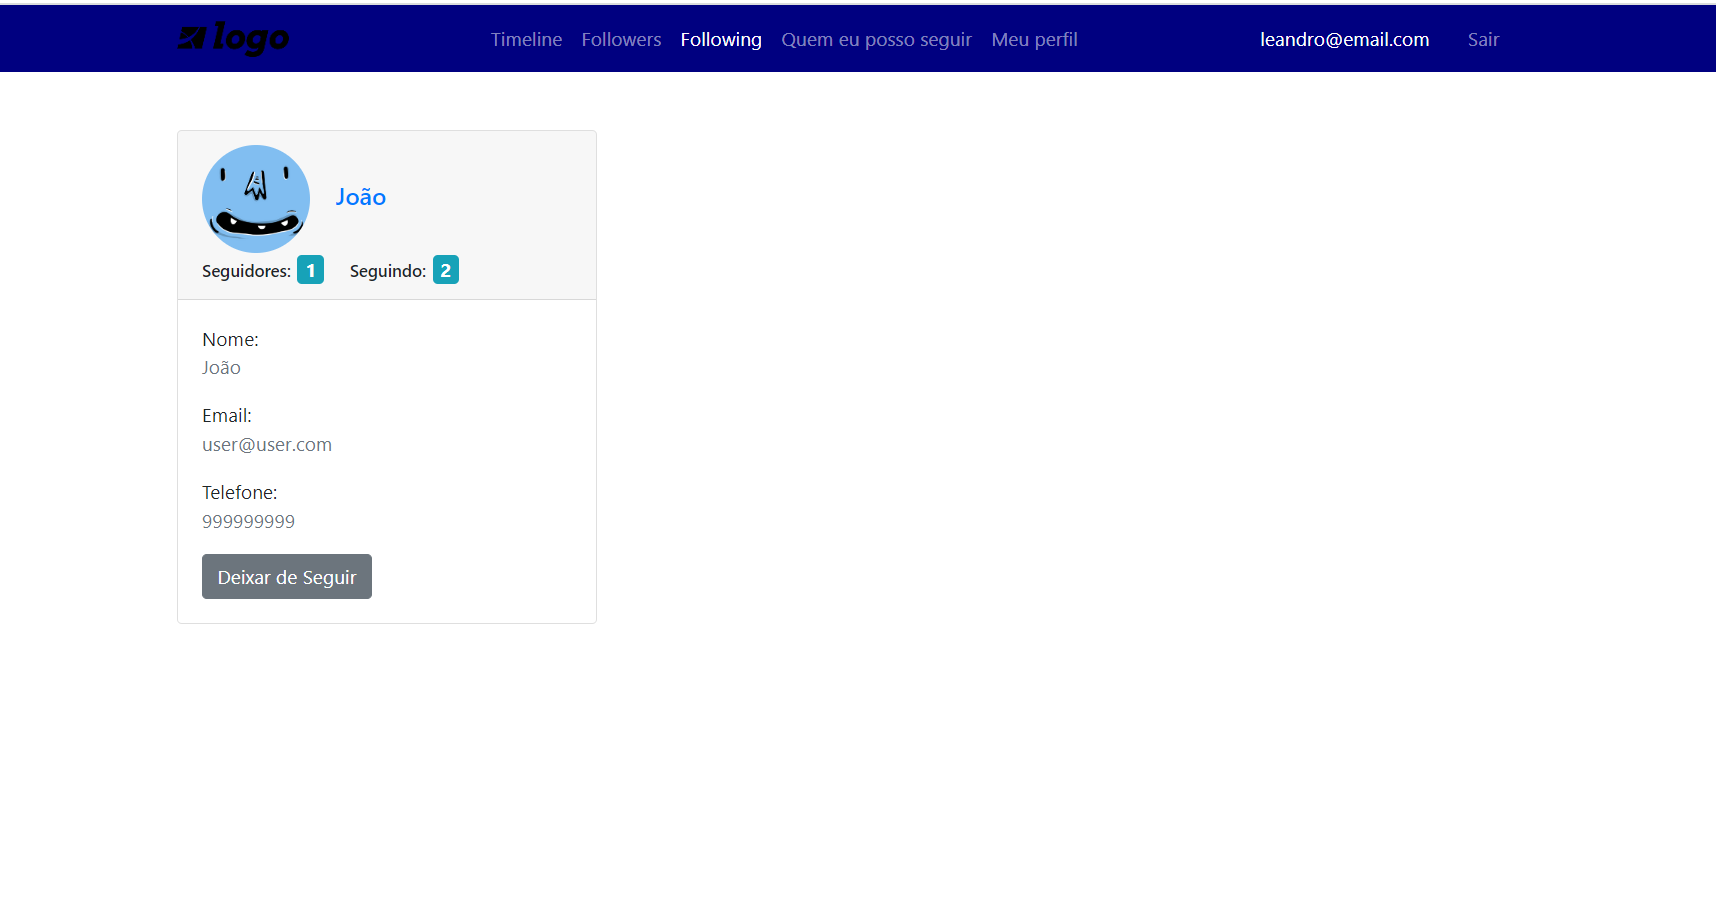 logo
Timeline Followers Following Quem eu posso seguir Meu perfil leandro@email.com Sair
João
Seguidores: 1 Seguindo: 2
Nome:
João
Email:
user@user.com
Telefone:
999999999
Deixar de Seguir